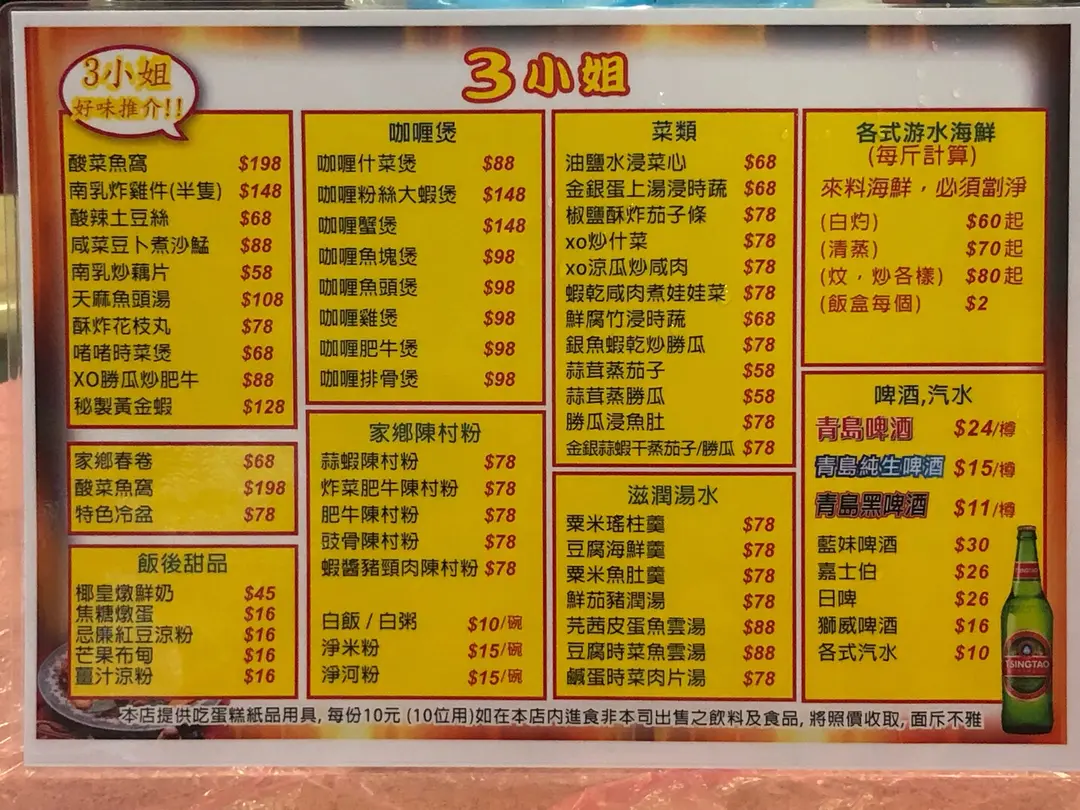 3小姐
3小姐
好味推介!!
酸菜魚窩 $198
南乳炸雞件(半隻) $148
酸辣土豆絲 $68
咸菜豆卜煮沙鯭 $88
南乳炒藕片 $58
天麻魚頭湯 $108
酥炸花枝丸 $78
啫啫時菜煲 $68
XO勝瓜炒肥牛 $88
秘製黃金蝦 $128
家鄉春卷 $68
酸菜魚窩 $198
特色冷盆 $78
飯後甜品
椰皇燉鮮奶 $45
焦糖燉蛋 $16
忌廉紅豆涼粉 $16
芒果布甸 $16
薑汁涼粉 $16
咖喱煲
咖喱什菜煲 $88
咖喱粉絲大蝦煲 $148
咖喱蟹煲 $148
咖喱魚塊煲 $98
咖喱魚頭煲 $98
咖喱雞煲 $98
咖喱肥牛煲 $98
咖喱排骨煲 $98
家鄉陳村粉
蒜蝦陳村粉 $78
炸菜肥牛陳村粉 $78
肥牛陳村粉 $78
豉骨陳村粉 $78
蝦醬豬頸肉陳村粉 $78
白飯 / 白粥 $10/碗
淨米粉 $15/碗
淨河粉 $15/碗
菜類
油鹽水浸菜心 $68
金銀蛋上湯浸時蔬 $68
椒鹽酥炸茄子條 $78
xo炒什菜 $78
xo涼瓜炒咸肉 $78
蝦乾咸肉煮娃娃菜 $78
鮮腐竹浸時蔬 $68
銀魚蝦乾炒勝瓜 $78
蒜茸蒸茄子 $58
蒜茸蒸勝瓜 $58
勝瓜浸魚肚 $78
金銀蒜蝦干蒸茄子/勝瓜 $78
滋潤湯水
粟米瑤柱羹 $78
豆腐海鮮羹 $78
粟米魚肚羹 $78
鮮茄豬潤湯 $78
芫茜皮蛋魚雲湯 $88
豆腐時菜魚雲湯 $88
鹹蛋時菜肉片湯 $78
各式游水海鮮
(每斤計算)
來料海鮮，必須劏淨
(白灼) $60起
(清蒸) $70起
(炆，炒各樣) $80起
(飯盒每個) $2
啤酒,汽水
青島啤酒 $24/樽
青島純生啤酒 $15/樽
青島黑啤酒 $11/樽
藍妹啤酒 $30
嘉士伯 $26
日啤 $26
獅威啤酒 $16
各式汽水 $10
TSINGTAO
TSINGTAO
本店提供吃蛋糕紙品用具, 每份10元 (10位用)如在本店内進食非本司出售之飲料及食品, 將照價收取, 面斥不雅